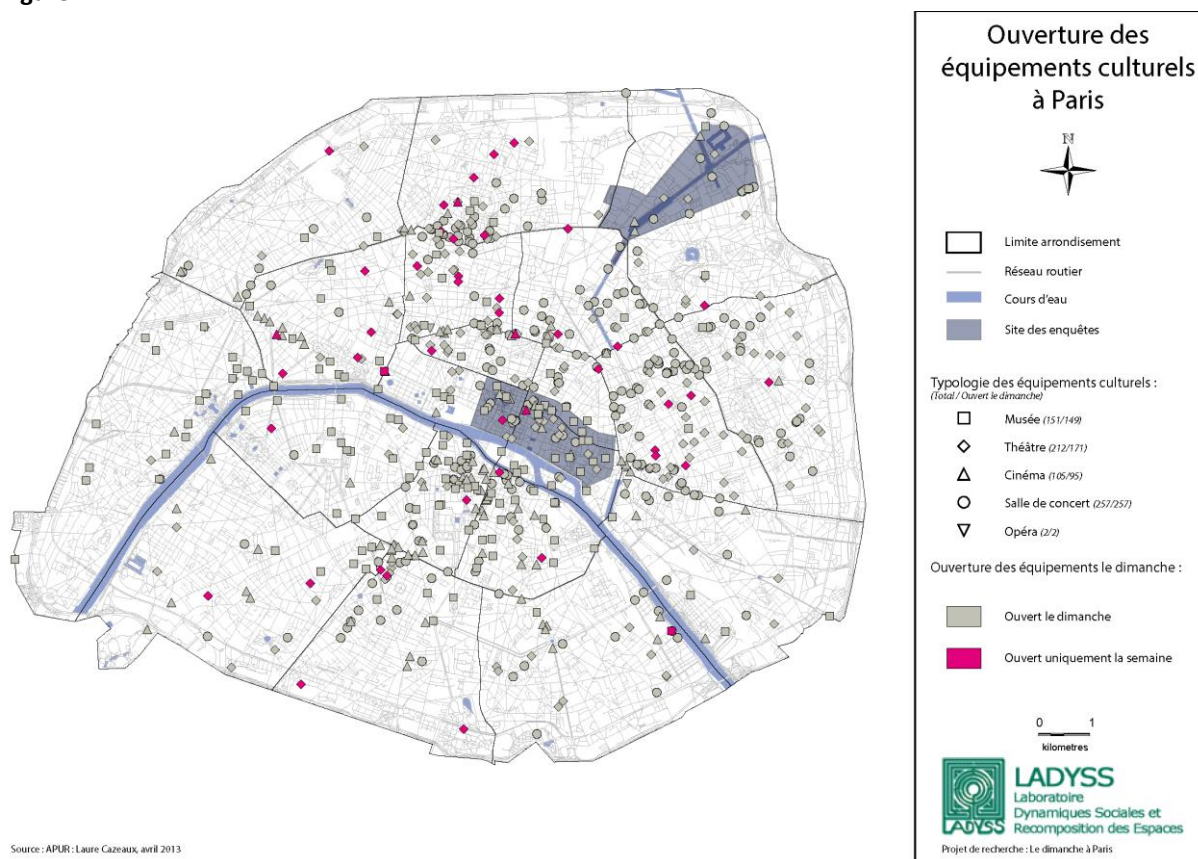 Ouverture des
équipements culturels
à Paris
N
Limite arrondisement
Réseau routier
Cours d'eau
Site des enquêtes
Typologie des équipements culturels :
(Total / Ouvert le dimanche)
Musée (151/149)
Théâtre (212/171)
Cinéma (105/95)
Salle de concert (257/257)
Opéra (2/2)
Ouverture des équipements le dimanche :
Ouvert le dimanche
Ouvert uniquement la semaine
0 1
kilometres
LADYSS
LADYSS
Laboratoire
Dynamiques Sociales et
Recomposition des Espaces
Projet de recherche : Le dimanche à Paris
Source : APUR : Laure Cazeaux, avril 2013